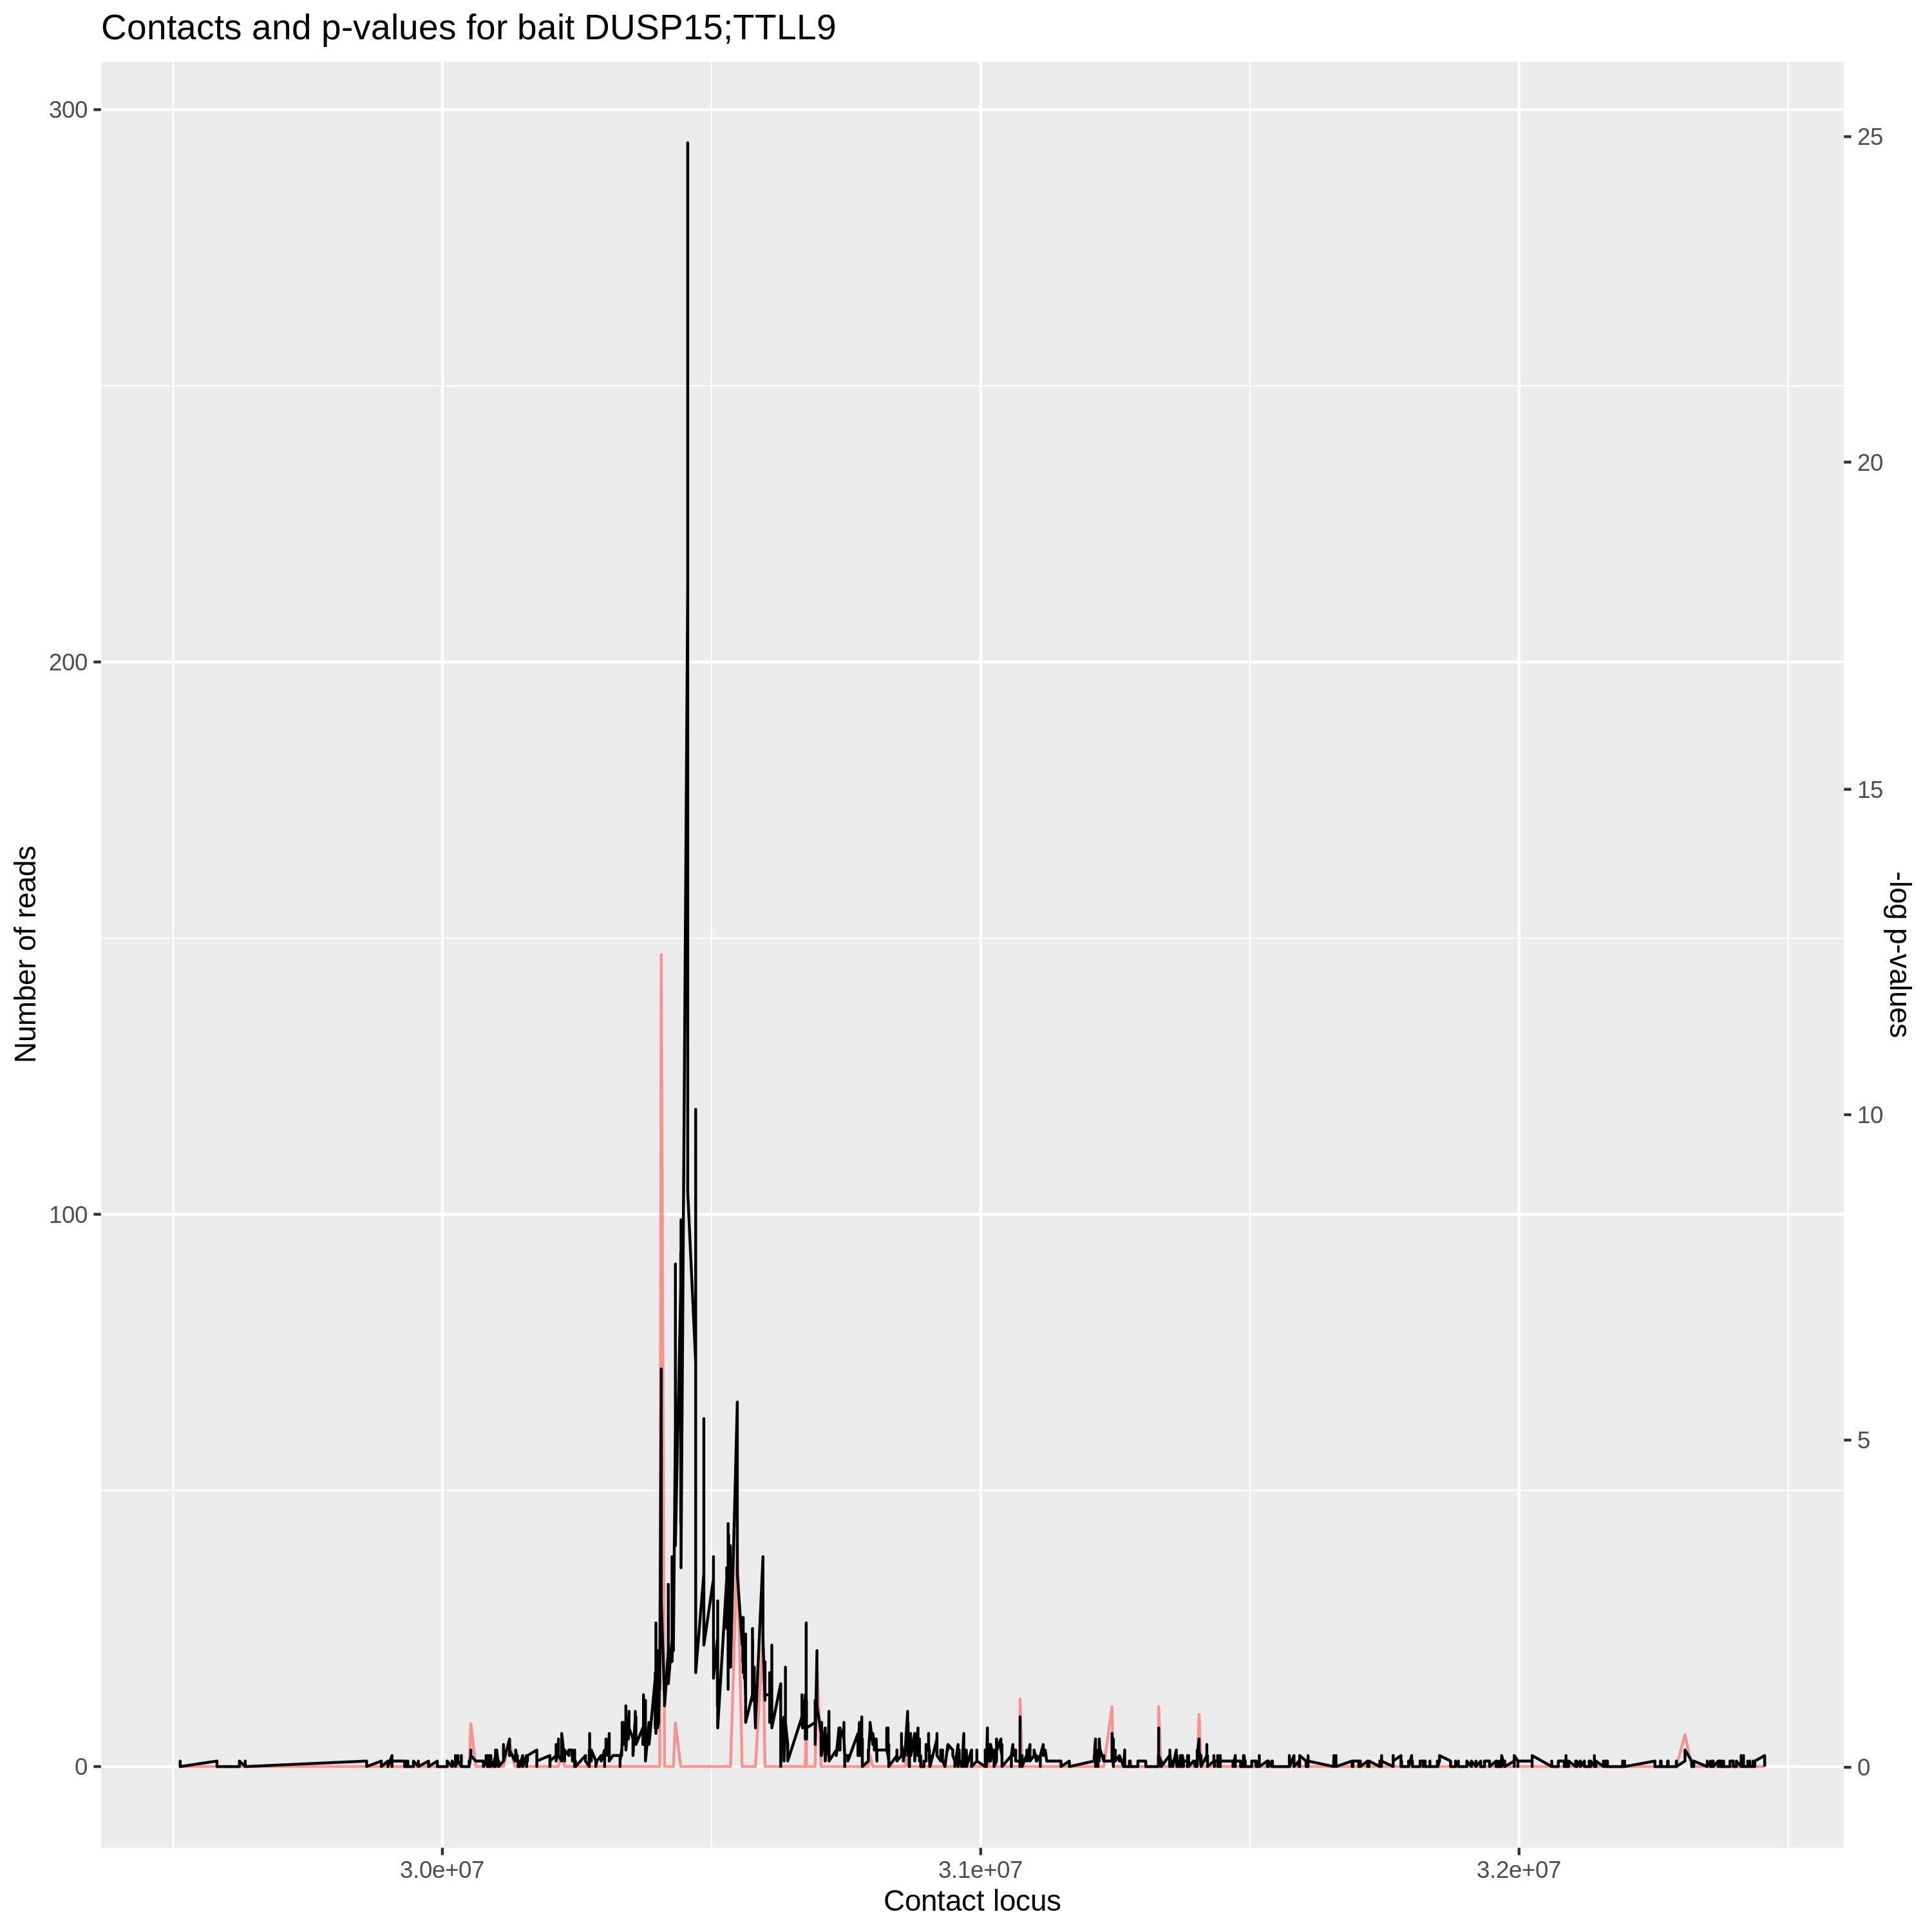 Contacts and p-values for bait DUSP15;TTLL9
300
200
100
0
Number of reads
25
20
15
10
5
0
-log p-values
3.0e+07
3.1e+07
3.2e+07
Contact locus